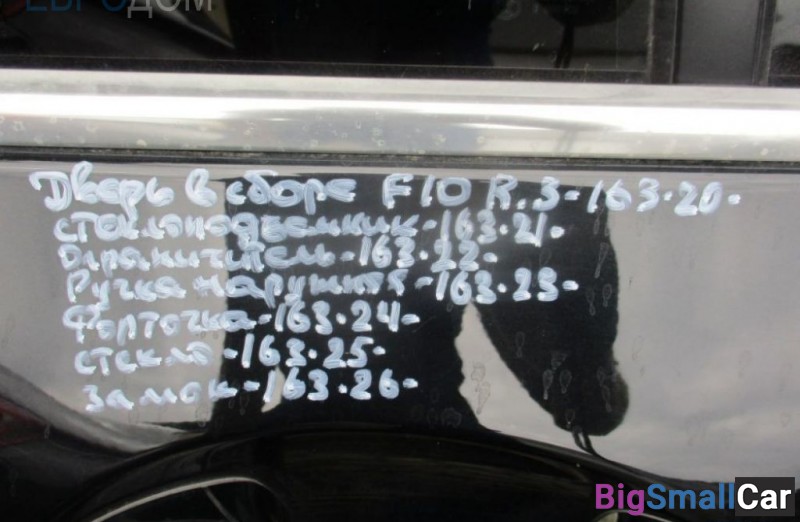 ЕВРОДОМ
Дверь в сборе F10 R.З-163.20-
стеклоподъемник-163.21-
Ограничитель-163.22-
Ручка наружная-163.23-
Форточка-163.24-
стекло-163.25-
замок-163.26-
BigSmallCar